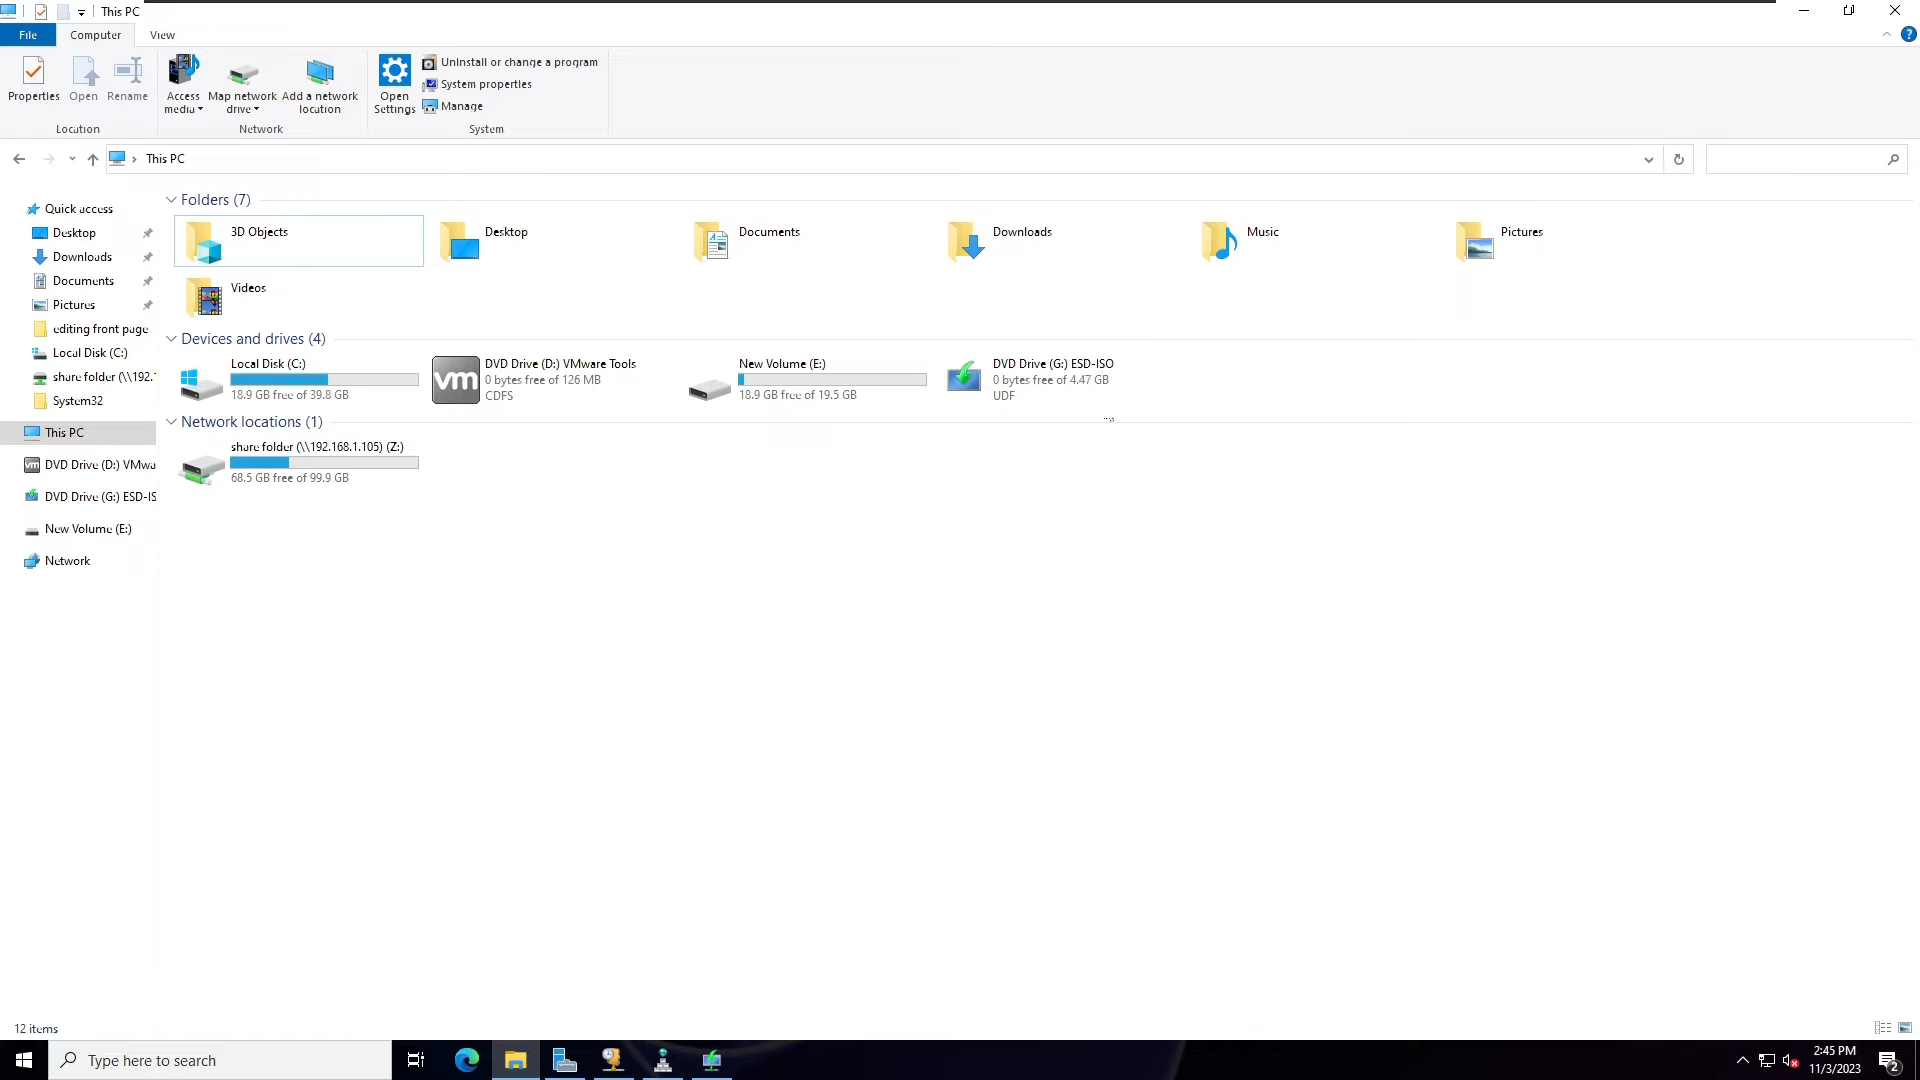 This PC
File
Computer
View
Properties
Open
Rename
Access media
Map network drive
Add a network location
Open Settings
Uninstall or change a program
System properties
Manage
Location
Network
System
This PC
Quick access
Desktop
Downloads
Documents
Pictures
editing front page
Local Disk (C:)
share folder (\\192.1
System32
This PC
DVD Drive (D:) VMwa
DVD Drive (G:) ESD-IS
New Volume (E:)
Network
Folders (7)
3D Objects
Desktop
Documents
Downloads
Music
Pictures
Videos
Devices and drives (4)
Local Disk (C:)
18.9 GB free of 39.8 GB
vm
DVD Drive (D:) VMware Tools
0 bytes free of 126 MB
CDFS
New Volume (E:)
18.9 GB free of 19.5 GB
DVD Drive (G:) ESD-ISO
0 bytes free of 4.47 GB
UDF
Network locations (1)
share folder (\\192.168.1.105) (Z:)
68.5 GB free of 99.9 GB
12 items
Type here to search
2:45 PM
11/3/2023
2